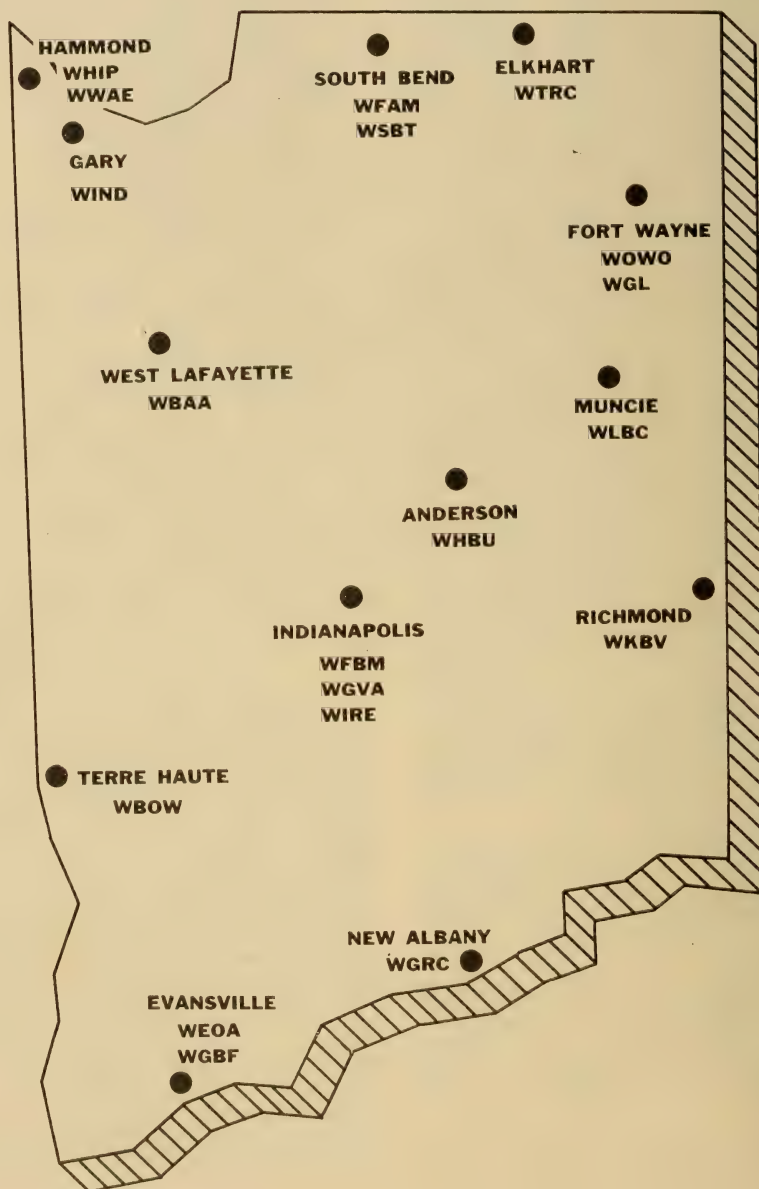 HAMMOND
WHIP
WWAE
GARY
WIND
SOUTH BEND
WFAM
WSBT
ELKHART
WTRC
FORT WAYNE
WOWO
WGL
WEST LAFAYETTE
WBAA
MUNCIE
WLBC
ANDERSON
WHBU
INDIANAPOLIS
WFBM
WGVA
WIRE
RICHMOND
WKBV
TERRE HAUTE
WBOW
NEW ALBANY
WGRC
EVANSVILLE
WEOA
WGBF